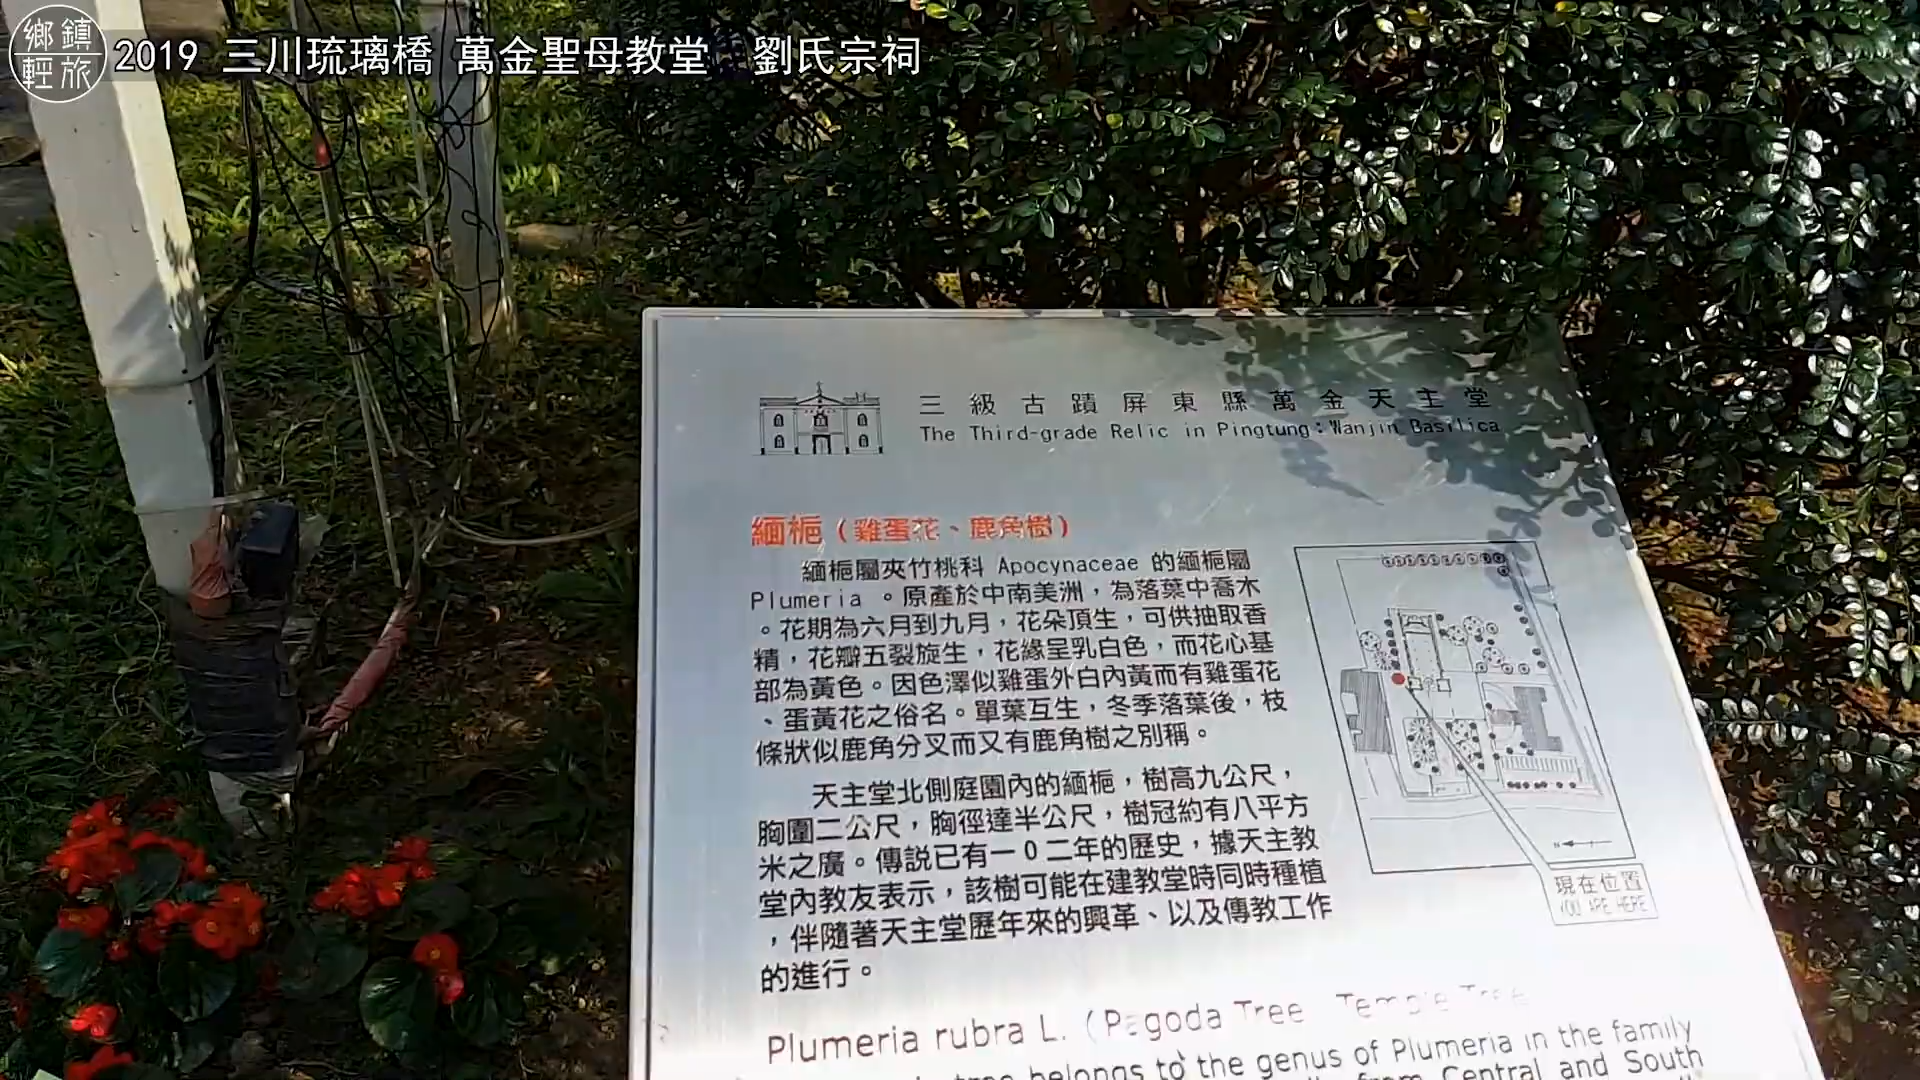 鄉鎮
輕旅
2019 三川琉璃橋 萬金聖母教堂 劉氏宗祠
三級古蹟屏東縣萬金天主堂
The Third-grade Relic in Pingtung:Wanjin Basilica
緬梔(雞蛋花、鹿角樹)
緬梔屬夾竹桃科 Apocynaceae 的緬梔屬
Plumeria 。原產於中南美洲，為落葉中喬木
。花期為六月到九月，花朵頂生，可供抽取香
精，花瓣五裂旋生，花緣呈乳白色，而花心基
部為黃色。因色澤似雞蛋外白內黃而有雞蛋花
、蛋黃花之俗名。單葉互生，冬季落葉後，枝
條狀似鹿角分叉而又有鹿角樹之別稱。
天主堂北側庭園內的緬梔，樹高九公尺，
胸圍二公尺，胸徑達半公尺，樹冠約有八平方
米之廣。傳說已有一0二年的歷史，據天主教
堂內教友表示，該樹可能在建教堂時同時種植
，伴隨著天主堂歷年來的興革、以及傳教工作
的進行。
現在位置
YOU ARE HERE
Plumeria rubra L. (Pagoda Tree Temple Tree
tree belongs to the genus of Plumeria in the family
from Central and South